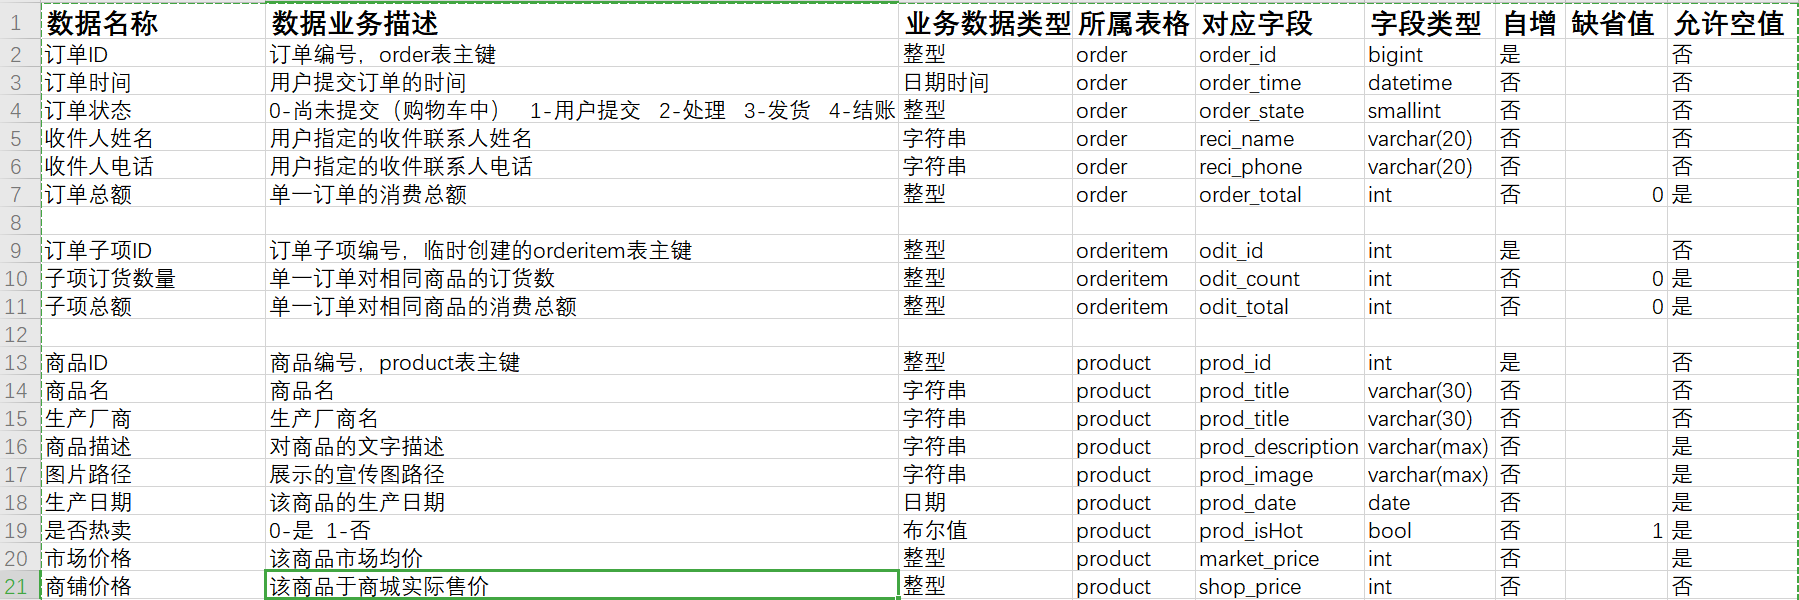 1 数据名称 数据业务描述 业务数据类型 所属表格 对应字段 字段类型 自增 缺省值 允许空值
2 订单ID 订单编号，order表主键 整型 order order_id bigint 是 否
3 订单时间 用户提交订单的时间 日期时间 order order_time datetime 否 否
4 订单状态 0-尚未提交（购物车中） 1-用户提交 2-处理 3-发货 4-结账 整型 order order_state smallint 否 否
5 收件人姓名 用户指定的收件联系人姓名 字符串 order reci_name varchar(20) 否 否
6 收件人电话 用户指定的收件联系人电话 字符串 order reci_phone varchar(20) 否 否
7 订单总额 单一订单的消费总额 整型 order order_total int 否 0 是
8
9 订单子项ID 订单子项编号，临时创建的orderitem表主键 整型 orderitem odit_id int 是 否
10 子项订货数量 单一订单对相同商品的订货数 整型 orderitem odit_count int 否 0 是
11 子项总额 单一订单对相同商品的消费总额 整型 orderitem odit_total int 否 0 是
12
13 商品ID 商品编号，product表主键 整型 product prod_id int 是 否
14 商品名 商品名 字符串 product prod_title varchar(30) 否 否
15 生产厂商 生产厂商名 字符串 product prod_title varchar(30) 否 否
16 商品描述 对商品的文字描述 字符串 product prod_description varchar(max) 否 是
17 图片路径 展示的宣传图路径 字符串 product prod_image varchar(max) 否 是
18 生产日期 该商品的生产日期 日期 product prod_date date 否 是
19 是否热卖 0-是 1-否 布尔值 product prod_isHot bool 否 1 是
20 市场价格 该商品市场均价 整型 product market_price int 否 是
21 商铺价格 该商品于商城实际售价 整型 product shop_price int 否 否